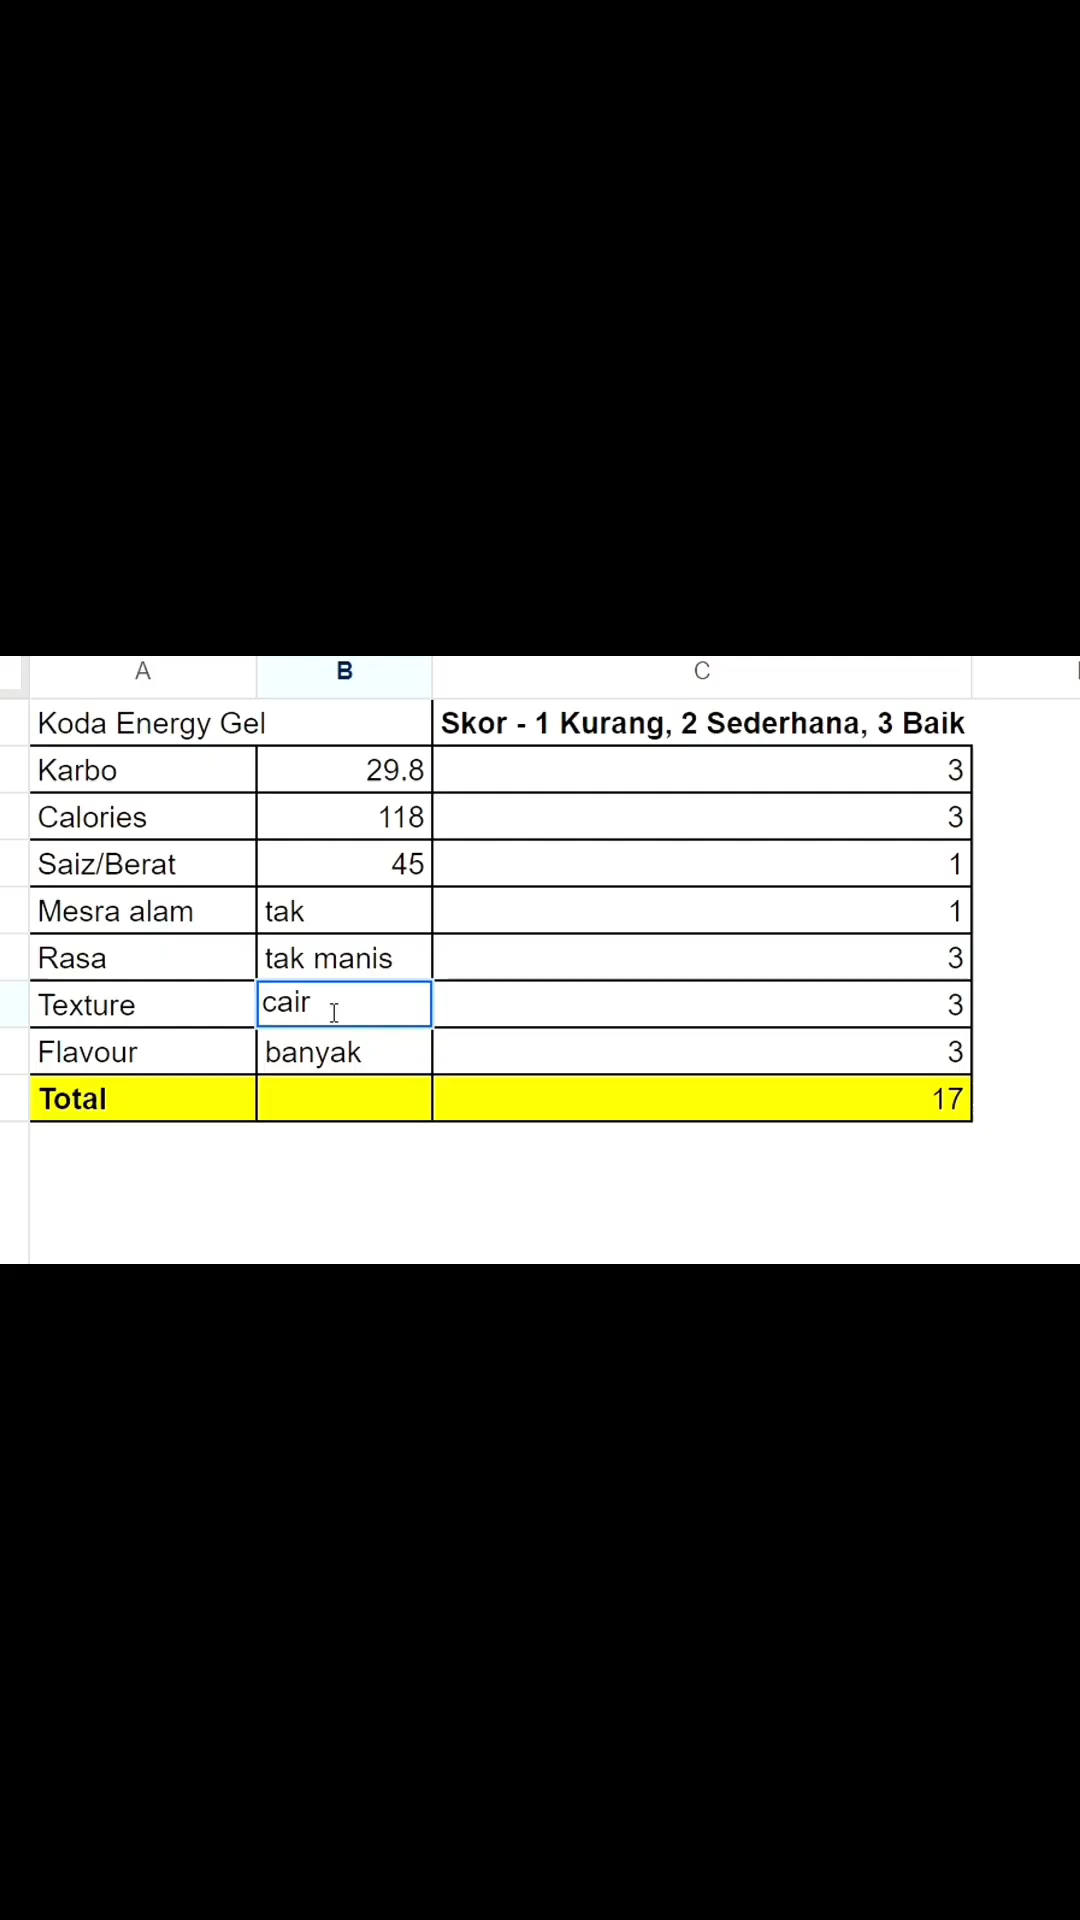 A B C
Koda Energy Gel Skor - 1 Kurang, 2 Sederhana, 3 Baik
Karbo 29.8 3
Calories 118 3
Saiz/Berat 45 1
Mesra alam tak 1
Rasa tak manis 3
Texture cair 3
Flavour banyak 3
Total 17